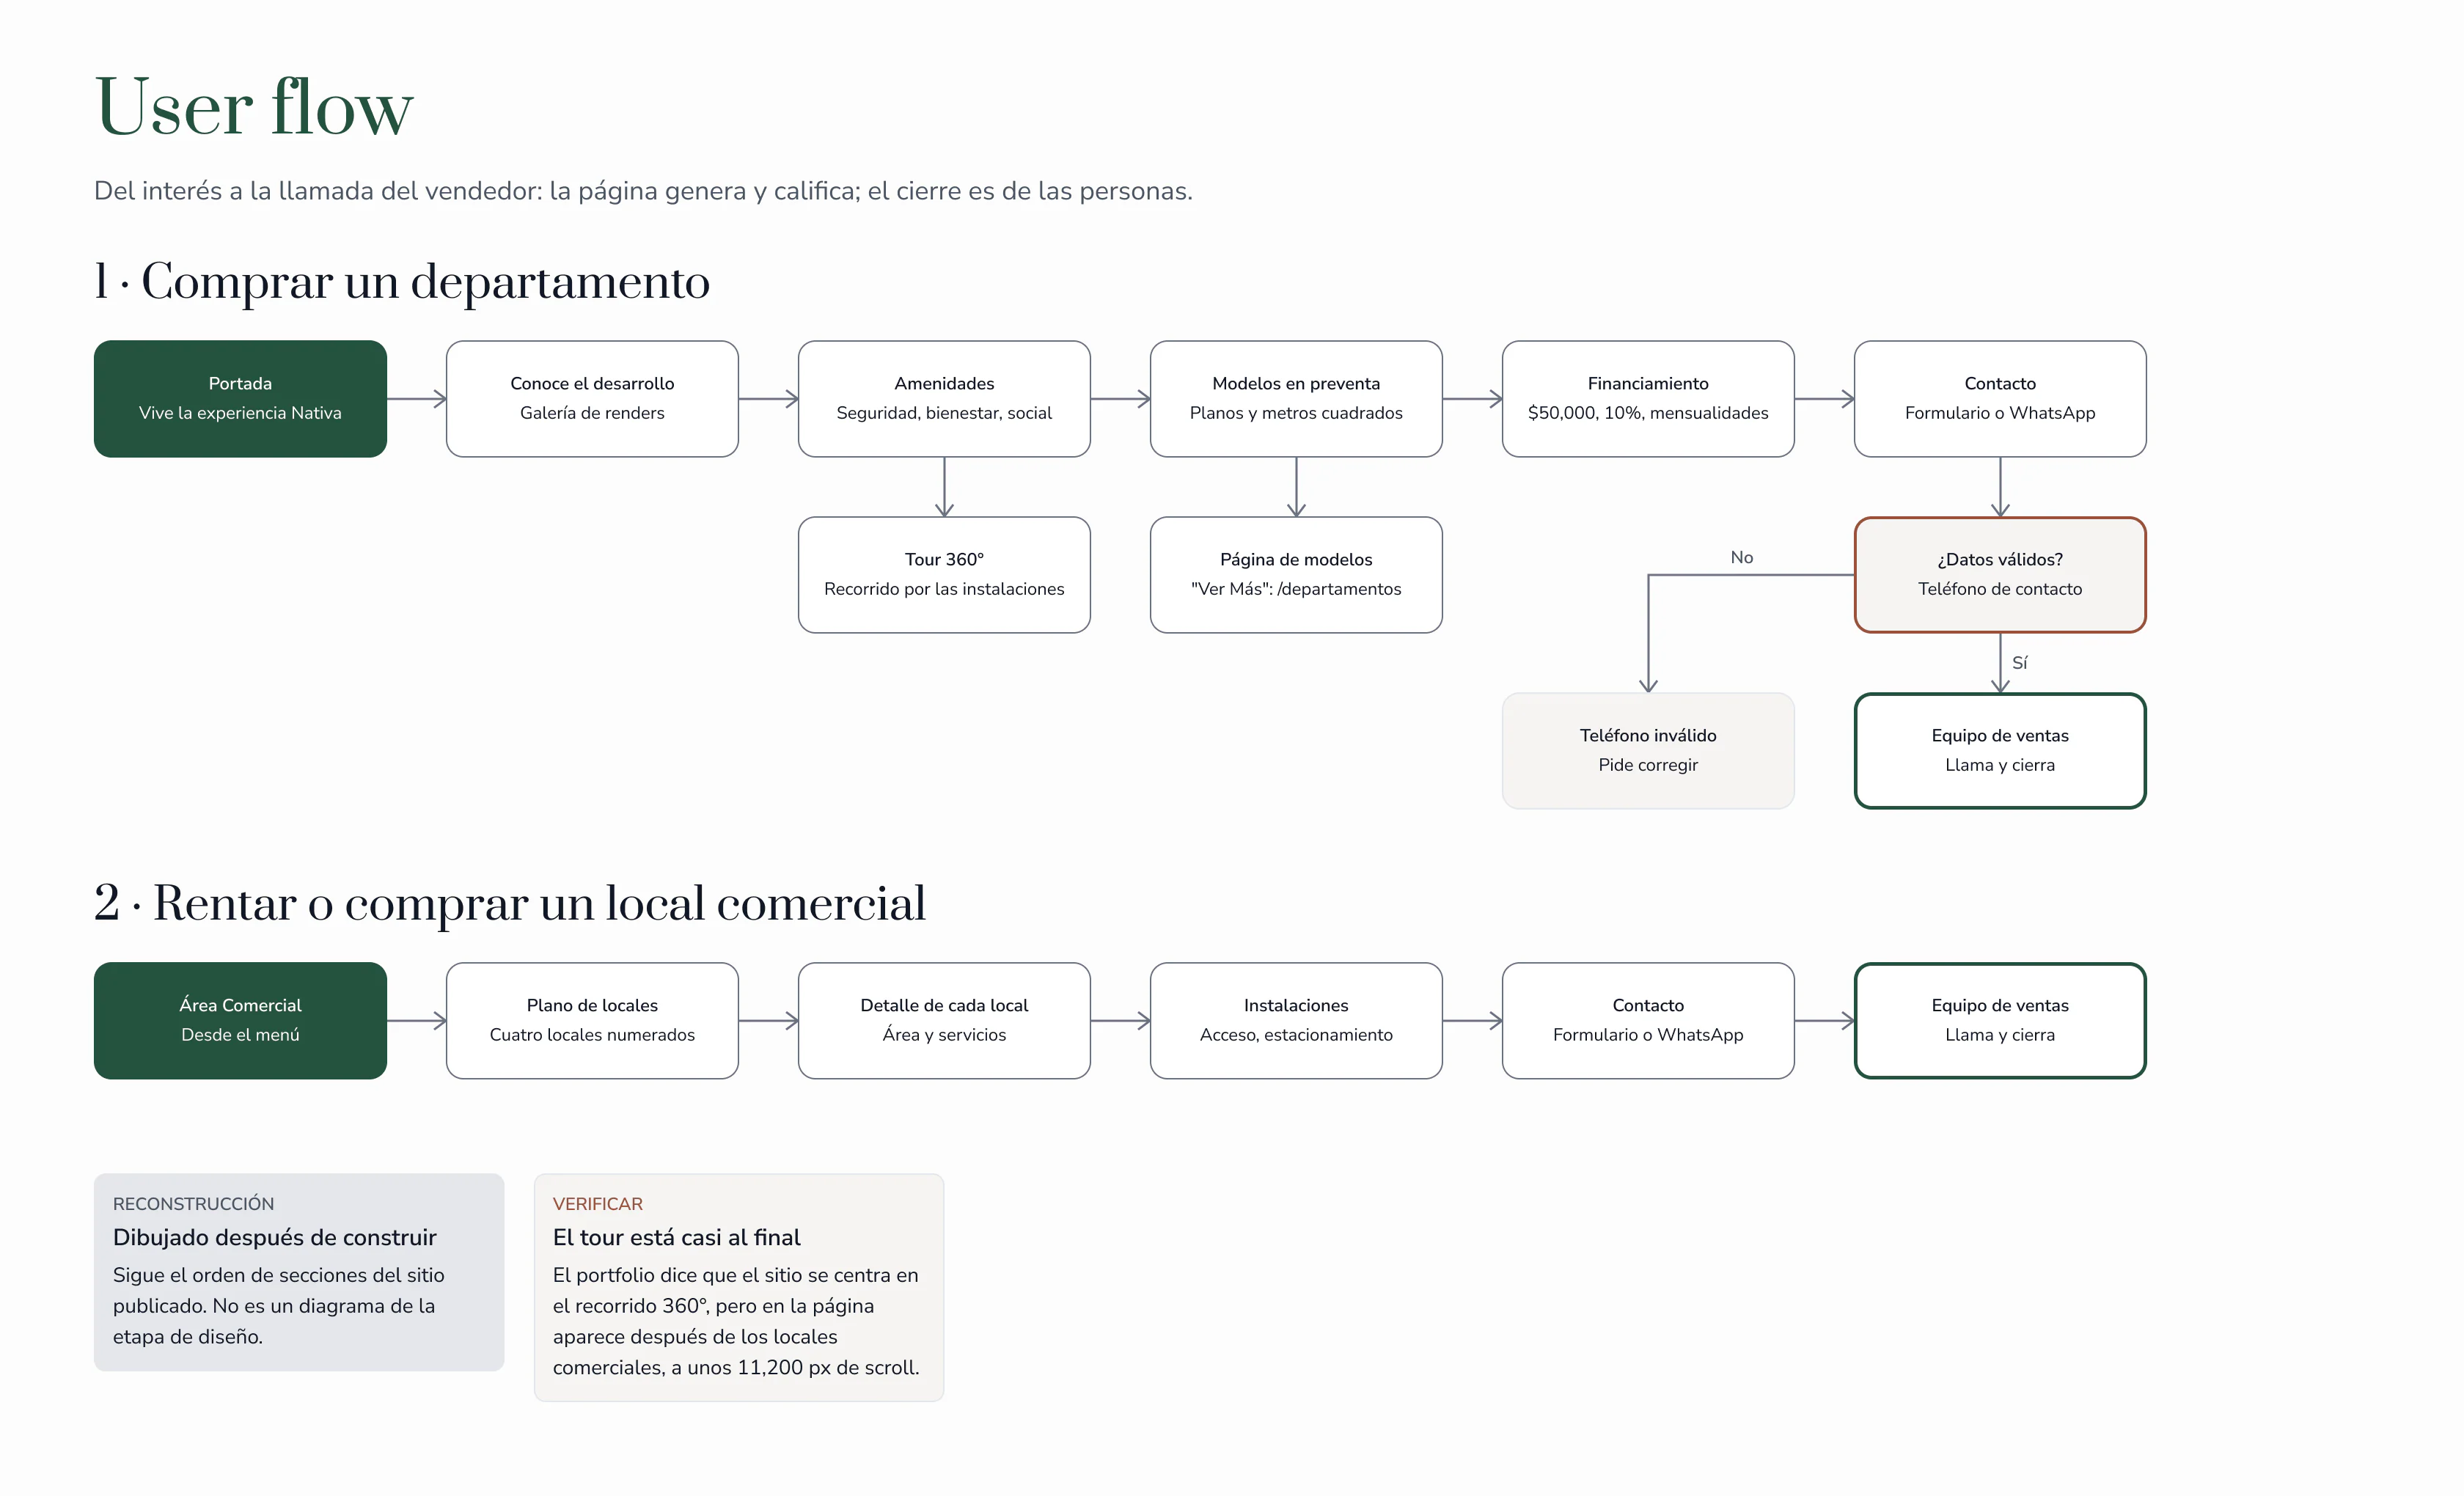 User flow
Del interés a la llamada del vendedor: la página genera y califica; el cierre es de las personas.
1 · Comprar un departamento
Portada
Vive la experiencia Nativa
Conoce el desarrollo
Galería de renders
Amenidades
Seguridad, bienestar, social
Modelos en preventa
Planos y metros cuadrados
Financiamiento
$50,000, 10%, mensualidades
Contacto
Formulario o WhatsApp
Tour 360°
Recorrido por las instalaciones
Página de modelos
"Ver Más": /departamentos
No
¿Datos válidos?
Teléfono de contacto
Sí
Teléfono inválido
Pide corregir
Equipo de ventas
Llama y cierra
2 · Rentar o comprar un local comercial
Área Comercial
Desde el menú
Plano de locales
Cuatro locales numerados
Detalle de cada local
Área y servicios
Instalaciones
Acceso, estacionamiento
Contacto
Formulario o WhatsApp
Equipo de ventas
Llama y cierra
RECONSTRUCCIÓN
Dibujado después de construir
Sigue el orden de secciones del sitio
publicado. No es un diagrama de la
etapa de diseño.
VERIFICAR
El tour está casi al final
El portfolio dice que el sitio se centra en
el recorrido 360°, pero en la página
aparece después de los locales
comerciales, a unos 11,200 px de scroll.